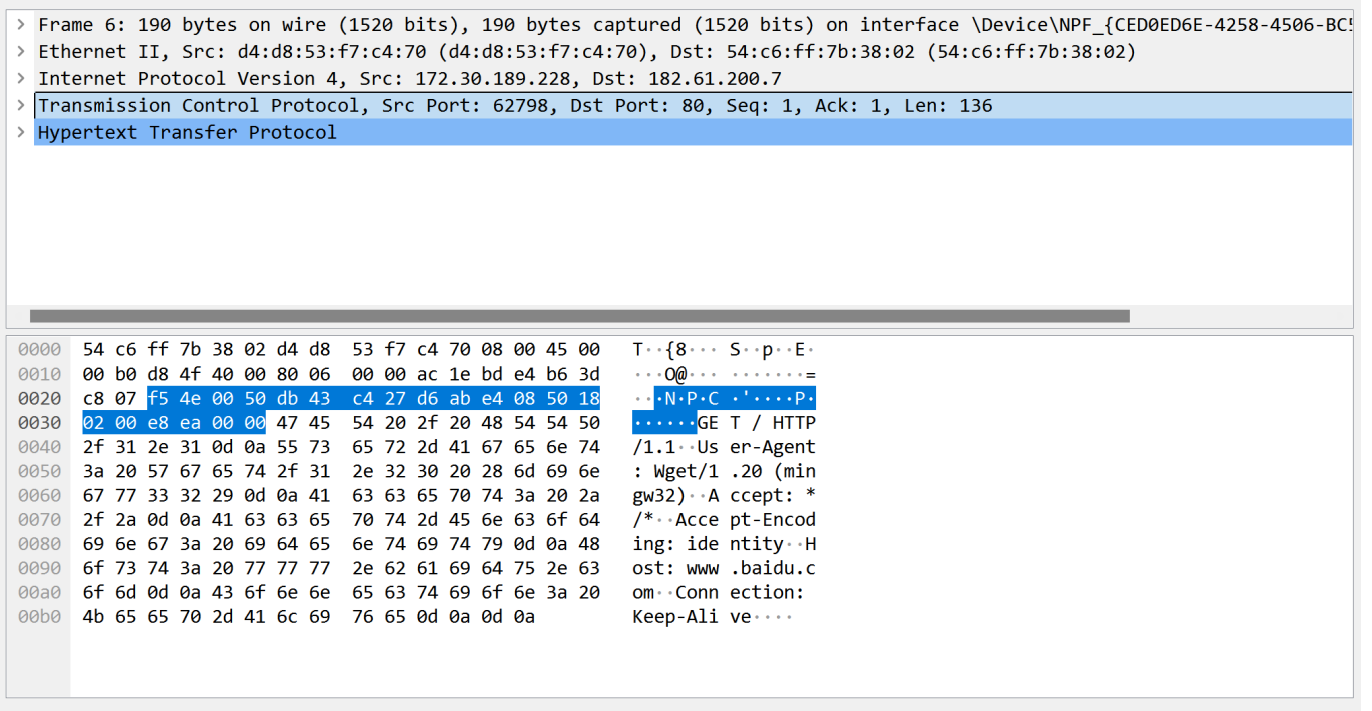 > Frame 6: 190 bytes on wire (1520 bits), 190 bytes captured (1520 bits) on interface \Device\NPF_{CED0ED6E-4258-4506-BC5
> Ethernet II, Src: d4:d8:53:f7:c4:70 (d4:d8:53:f7:c4:70), Dst: 54:c6:ff:7b:38:02 (54:c6:ff:7b:38:02)
> Internet Protocol Version 4, Src: 172.30.189.228, Dst: 182.61.200.7
> Transmission Control Protocol, Src Port: 62798, Dst Port: 80, Seq: 1, Ack: 1, Len: 136
> Hypertext Transfer Protocol
0000 54 c6 ff 7b 38 02 d4 d8 53 f7 c4 70 08 00 45 00 T··{8··· S··p··E·
0010 00 b0 d8 4f 40 00 80 06 00 00 ac 1e bd e4 b6 3d ···O@··· ·······=
0020 c8 07 f5 4e 00 50 db 43 c4 27 d6 ab e4 08 50 18 ···N·P·C ·'····P·
0030 02 00 e8 ea 00 00 47 45 54 20 2f 20 48 54 54 50 ······GE T / HTTP
0040 2f 31 2e 31 0d 0a 55 73 65 72 2d 41 67 65 6e 74 /1.1··Us er-Agent
0050 3a 20 57 67 65 74 2f 31 2e 32 30 20 28 6d 69 6e : Wget/1 .20 (min
0060 67 77 33 32 29 0d 0a 41 63 63 65 70 74 3a 20 2a gw32)··A ccept: *
0070 2f 2a 0d 0a 41 63 63 65 70 74 2d 45 6e 63 6f 64 /*··Acce pt-Encod
0080 69 6e 67 3a 20 69 64 65 6e 74 69 74 79 0d 0a 48 ing: ide ntity··H
0090 6f 73 74 3a 20 77 77 77 2e 62 61 69 64 75 2e 63 ost: www .baidu.c
00a0 6f 6d 0d 0a 43 6f 6e 6e 65 63 74 69 6f 6e 3a 20 om··Conn ection: 
00b0 4b 65 65 70 2d 41 6c 69 76 65 0d 0a 0d 0a Keep-Ali ve····